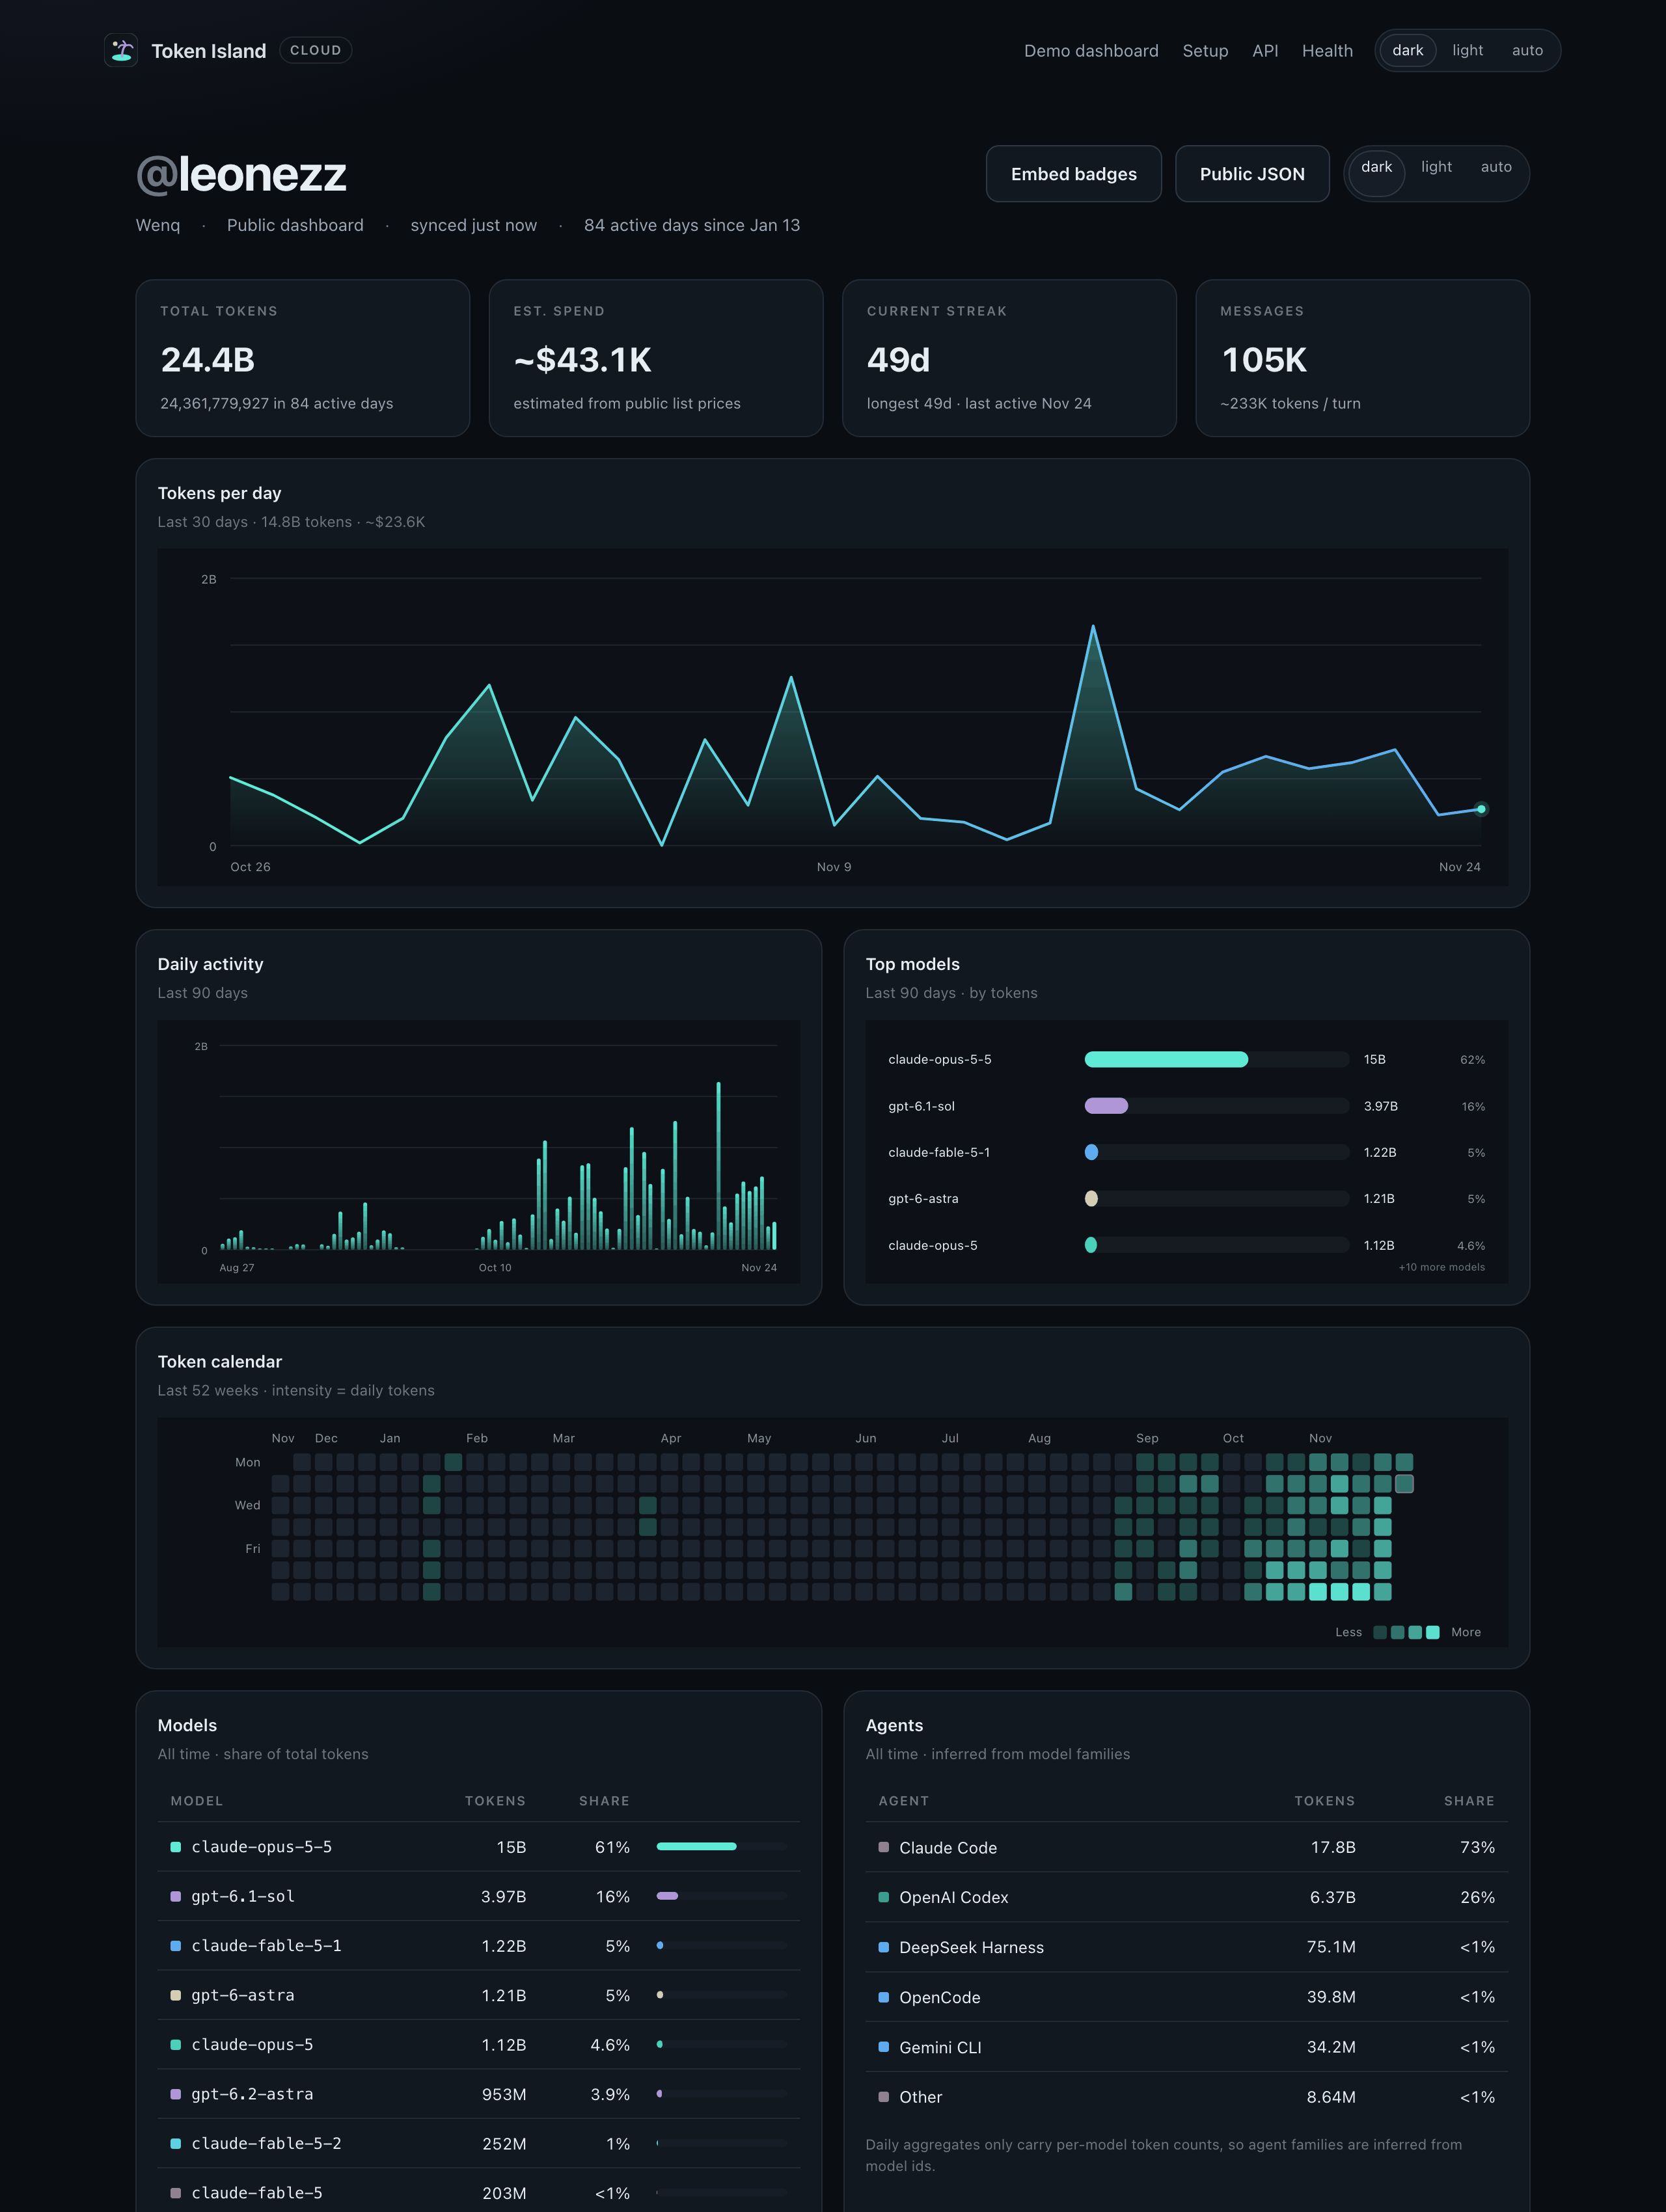 Token Island CLOUD
Demo dashboard Setup API Health dark light auto
@leonezz
Embed badges Public JSON dark light auto
Wenq · Public dashboard · synced just now · 84 active days since Jan 13
TOTAL TOKENS
24.4B
24,361,779,927 in 84 active days
EST. SPEND
~$43.1K
estimated from public list prices
CURRENT STREAK
49d
longest 49d · last active Nov 24
MESSAGES
105K
~233K tokens / turn
Tokens per day
Last 30 days · 14.8B tokens · ~$23.6K
2B
0
Oct 26 Nov 9 Nov 24
Daily activity
Last 90 days
2B
0
Aug 27 Oct 10 Nov 24
Top models
Last 90 days · by tokens
claude-opus-5-5 15B 62%
gpt-6.1-sol 3.97B 16%
claude-fable-5-1 1.22B 5%
gpt-6-astra 1.21B 5%
claude-opus-5 1.12B 4.6%
+10 more models
Token calendar
Last 52 weeks · intensity = daily tokens
Nov Dec Jan Feb Mar Apr May Jun Jul Aug Sep Oct Nov
Mon
Wed
Fri
Less More
Models
All time · share of total tokens
MODEL TOKENS SHARE
claude-opus-5-5 15B 61%
gpt-6.1-sol 3.97B 16%
claude-fable-5-1 1.22B 5%
gpt-6-astra 1.21B 5%
claude-opus-5 1.12B 4.6%
gpt-6.2-astra 953M 3.9%
claude-fable-5-2 252M 1%
claude-fable-5 203M <1%
Agents
All time · inferred from model families
AGENT TOKENS SHARE
Claude Code 17.8B 73%
OpenAI Codex 6.37B 26%
DeepSeek Harness 75.1M <1%
OpenCode 39.8M <1%
Gemini CLI 34.2M <1%
Other 8.64M <1%
Daily aggregates only carry per-model token counts, so agent families are inferred from
model ids.